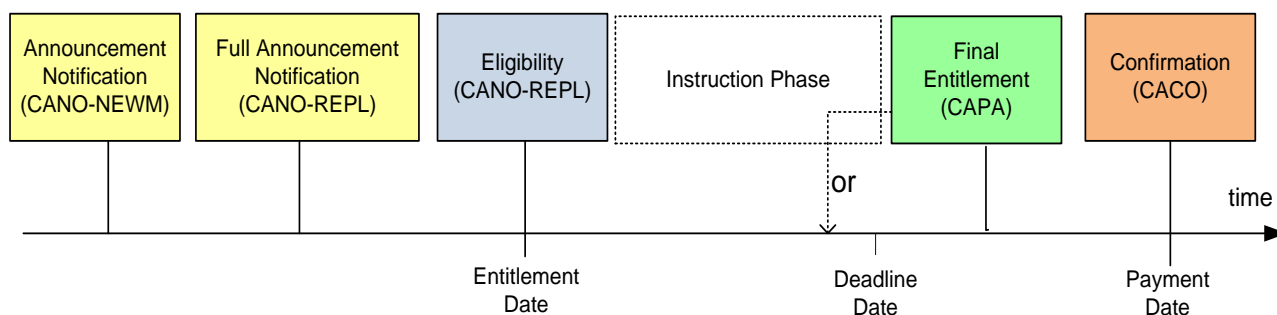 Announcement
Notification
(CANO-NEWM)
Full Announcement
Notification
(CANO-REPL)
Eligibility
(CANO-REPL)
Instruction Phase
Final
Entitlement
(CAPA)
Confirmation
(CACO)
or
time
Entitlement
Date
Deadline
Date
Payment
Date